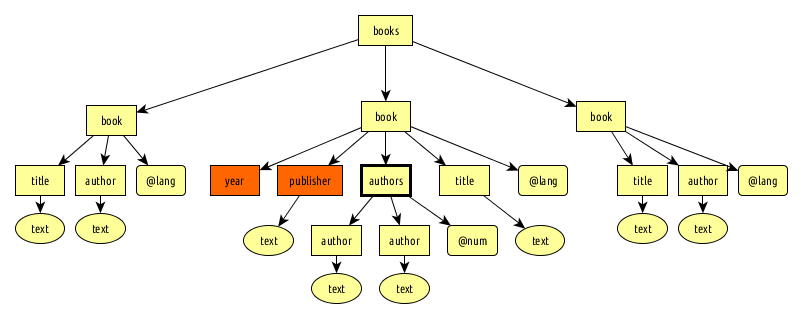 books
book
book
book
title
author
@lang
year
publisher
authors
title
@lang
title
author
@lang
text
text
text
author
author
@num
text
text
text
text
text